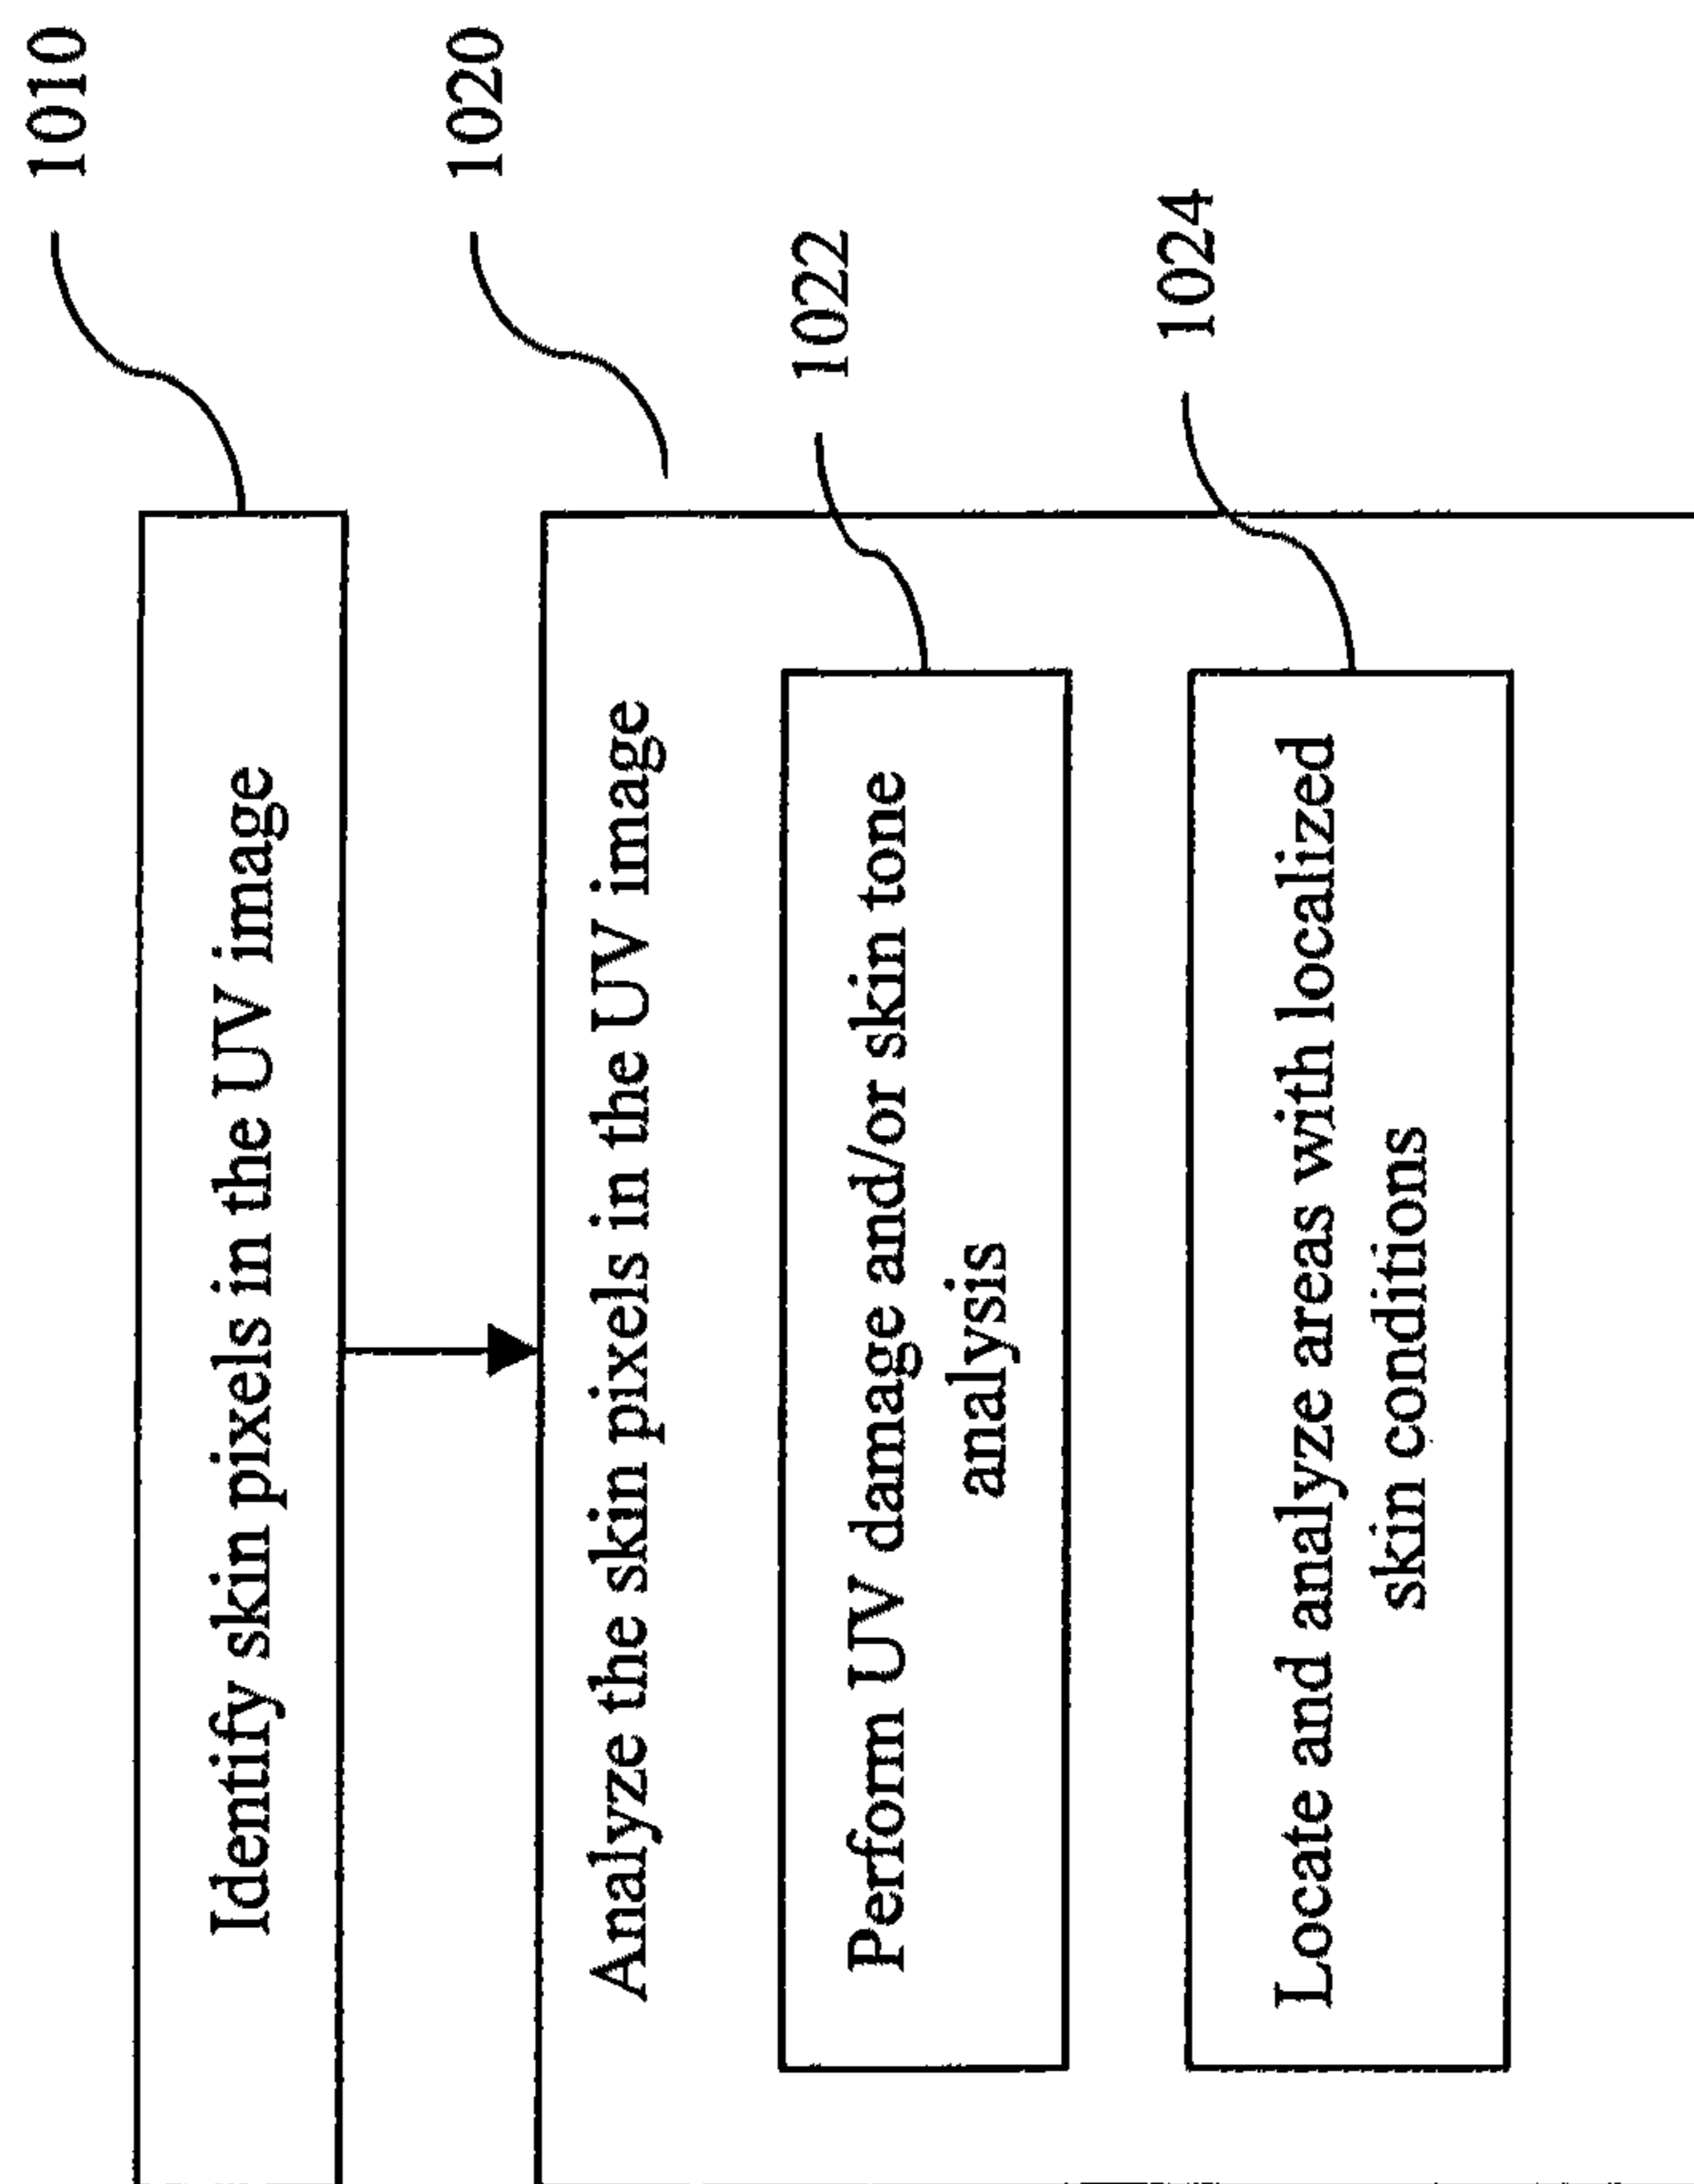 Identify skin pixels in the UV image
1010
Analyze the skin pixels in the UV image
1020
Perform UV damage and/or skin tone
analysis
1022
Locate and analyze areas with localized
skin conditions
1024